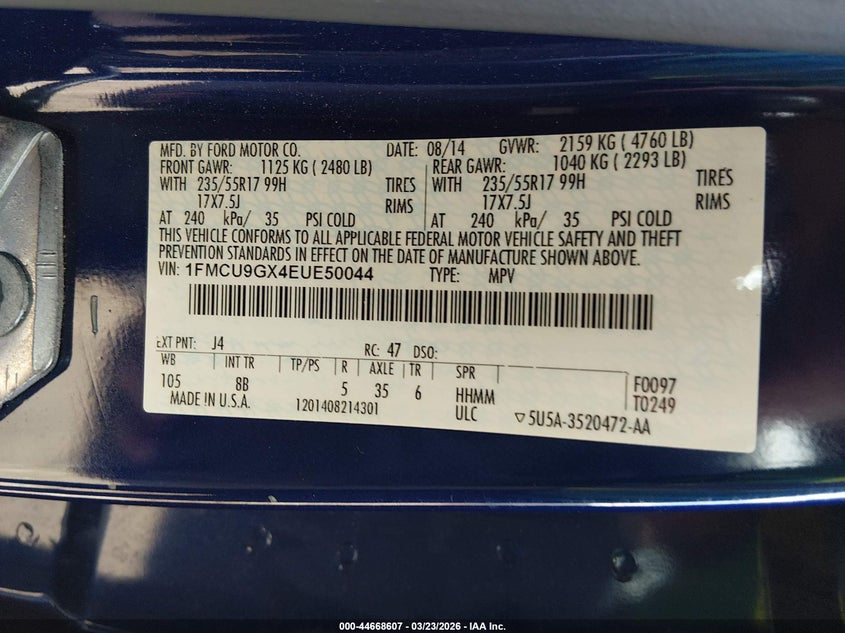 MFD. BY FORD MOTOR CO. DATE: 08/14 GVWR: 2159 KG ( 4760 LB)
FRONT GAWR: 1125 KG ( 2480 LB) REAR GAWR: 1040 KG ( 2293 LB)
WITH 235/55R17 99H TIRES WITH 235/55R17 99H TIRES
17X7.5J RIMS 17X7.5J RIMS
AT 240 kPa/ 35 PSI COLD AT 240 kPa/ 35 PSI COLD
THIS VEHICLE CONFORMS TO ALL APPLICABLE FEDERAL MOTOR VEHICLE SAFETY AND THEFT
PREVENTION STANDARDS IN EFFECT ON THE DATE OF MANUFACTURE SHOWN ABOVE.
VIN: 1FMCU9GX4EUE50044 TYPE: MPV
EXT PNT: J4 RC: 47 DSO:
WB INT TR TP/PS R AXLE TR SPR
105 8B 5 35 6 HHMM F0097
MADE IN U.S.A. 1201408214301 ULC T0249
5U5A-3520472-AA
000-44668607 - 03/23/2026 - IAA Inc.